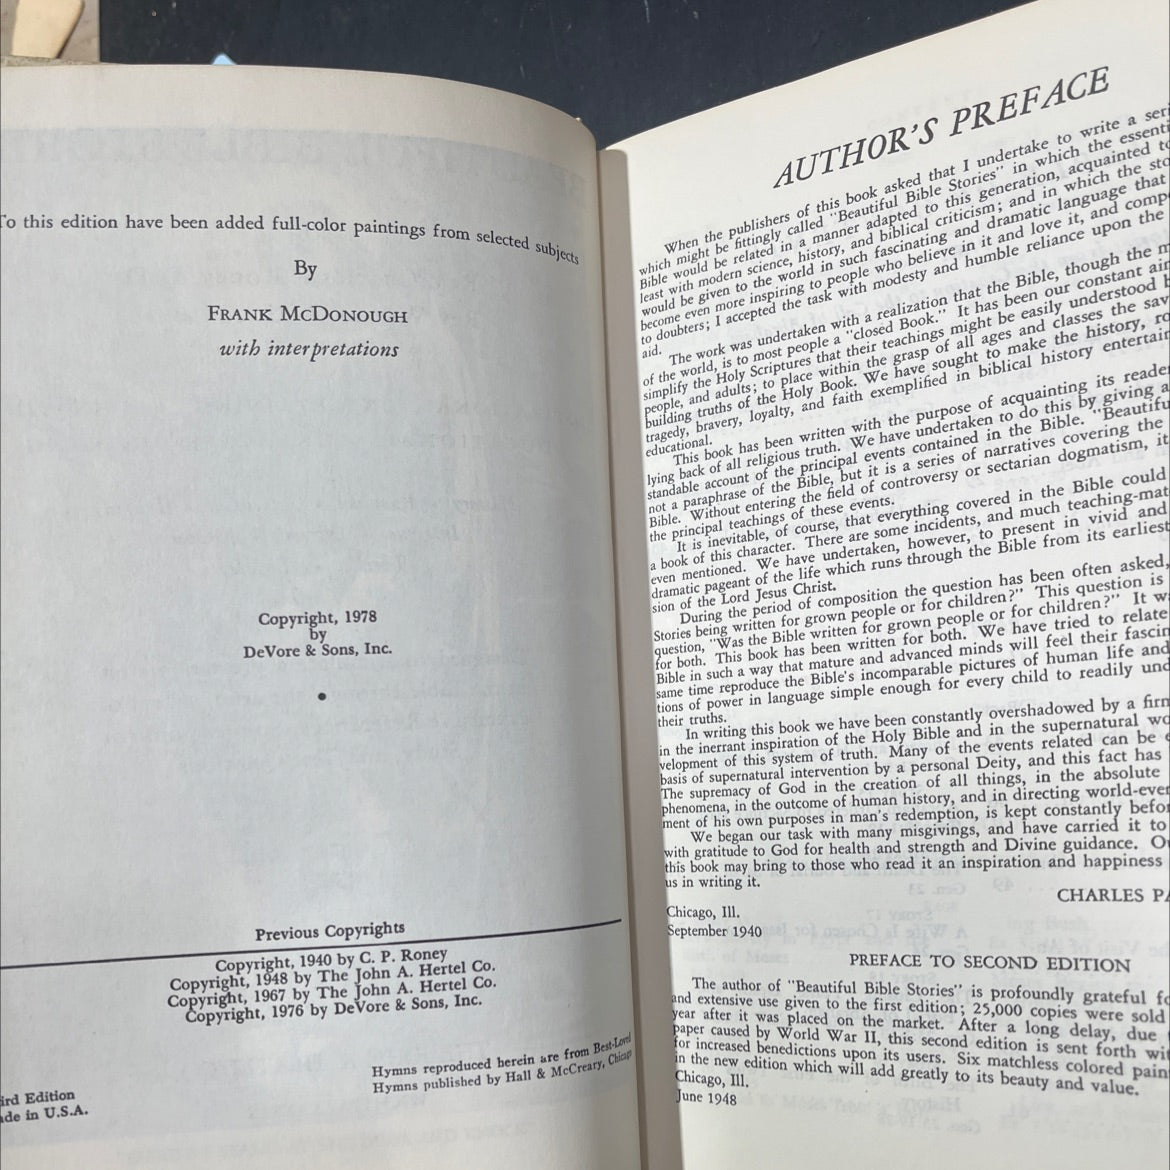 To this edition have been added full-color paintings from selected subjects
By
FRANK McDONOUGH
with interpretations
Copyright, 1978
by
DeVore & Sons, Inc.
Previous Copyrights
Copyright, 1940 by C. P. Roney
Copyright, 1948 by The John A. Hertel Co.
Copyright, 1967 by The John A. Hertel Co.
Copyright, 1976 by DeVore & Sons, Inc.
Hymns reproduced herein are from Best-Loved
Hymns published by Hall & McCreary, Chicago
ird Edition
ade in U.S.A.
AUTHOR'S PREFACE
When the publishers of this book asked that I undertake to write a seri
which might be fittingly called "Beautiful Bible Stories" in which the essenti
Bible would be related in a manner adapted to this generation, acquainted
least with modern science, history, and biblical criticism; and in which the sto
would be given to the world in such fascinating and dramatic language that
become even more inspiring to people who believe in it and love it, and comp
to doubters; I accepted the task with modesty and humble reliance upon the
aid.
The work was undertaken with a realization that the Bible, though the m
of the world, is to most people a "closed Book." It has been our constant aim
simplify the Holy Scriptures that their teachings might be easily understood b
people, and adults; to place within the grasp of all ages and classes the sav
building truths of the Holy Book. We have sought to make the history, ro
tragedy, bravery, loyalty, and faith exemplified in biblical history entertain
educational.
This book has been written with the purpose of acquainting its reader
lying back of all religious truth. We have undertaken to do this by giving a
standable account of the principal events contained in the Bible. "Beautifu
not a paraphrase of the Bible, but it is a series of narratives covering the
Bible. Without entering the field of controversy or sectarian dogmatism, it
the principal teachings of these events.
It is inevitable, of course, that everything covered in the Bible could
a book of this character. There are some incidents, and much teaching-mat
even mentioned. We have undertaken, however, to present in vivid and
dramatic pageant of the life which runs through the Bible from its earliest
sion of the Lord Jesus Christ.
During the period of composition the question has been often asked,
Stories being written for grown people or for children?" This question is
question, "Was the Bible written for grown people or for children?" It w
for both. This book has been written for both. We have tried to relate
Bible in such a way that mature and advanced minds will feel their fascin
same time reproduce the Bible's incomparable pictures of human life and
tions of power in language simple enough for every child to readily und
their truths.
In writing this book we have been constantly overshadowed by a firm
in the inerrant inspiration of the Holy Bible and in the supernatural wo
velopment of this system of truth. Many of the events related can be e
basis of supernatural intervention by a personal Deity, and this fact has
The supremacy of God in the creation of all things, in the absolute
phenomena, in the outcome of human history, and in directing world-even
ment of his own purposes in man's redemption, is kept constantly befor
We began our task with many misgivings, and have carried it to
with gratitude to God for health and strength and Divine guidance. O
this book may bring to those who read it an inspiration and happiness
us in writing it.
CHARLES PA
Chicago, Ill.
September 1940
PREFACE TO SECOND EDITION
The author of "Beautiful Bible Stories" is profoundly grateful fo
and extensive use given to the first edition; 25,000 copies were sold
year after it was placed on the market. After a long delay, due
paper caused by World War II, this second edition is sent forth wit
for increased benedictions upon its users. Six matchless colored pain
in the new edition which will add greatly to its beauty and value.
Chicago, Ill.
June 1948